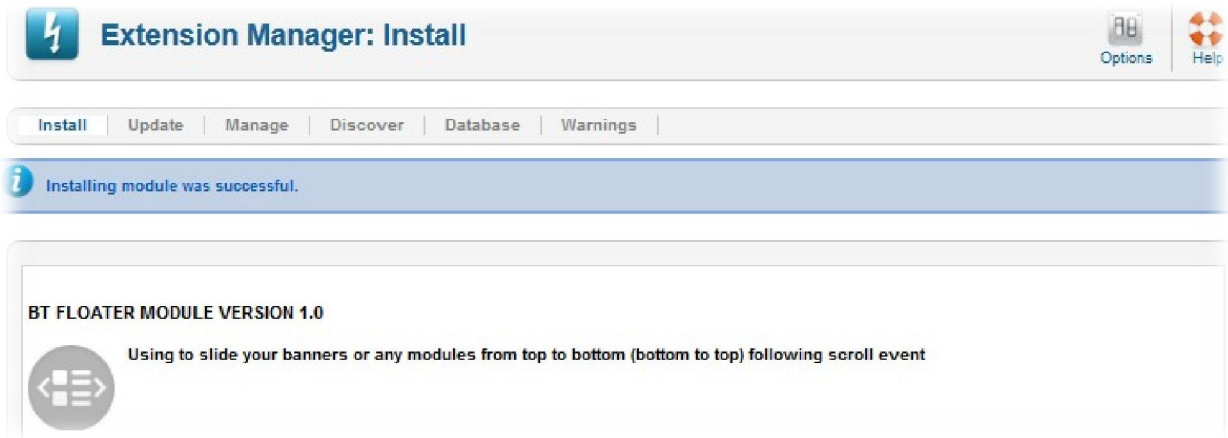 Extension Manager: Install
Options
Help
Install
Update
Manage
Discover
Database
Warnings
Installing module was successful.
BT FLOATER MODULE VERSION 1.0
Using to slide your banners or any modules from top to bottom (bottom to top) following scroll event